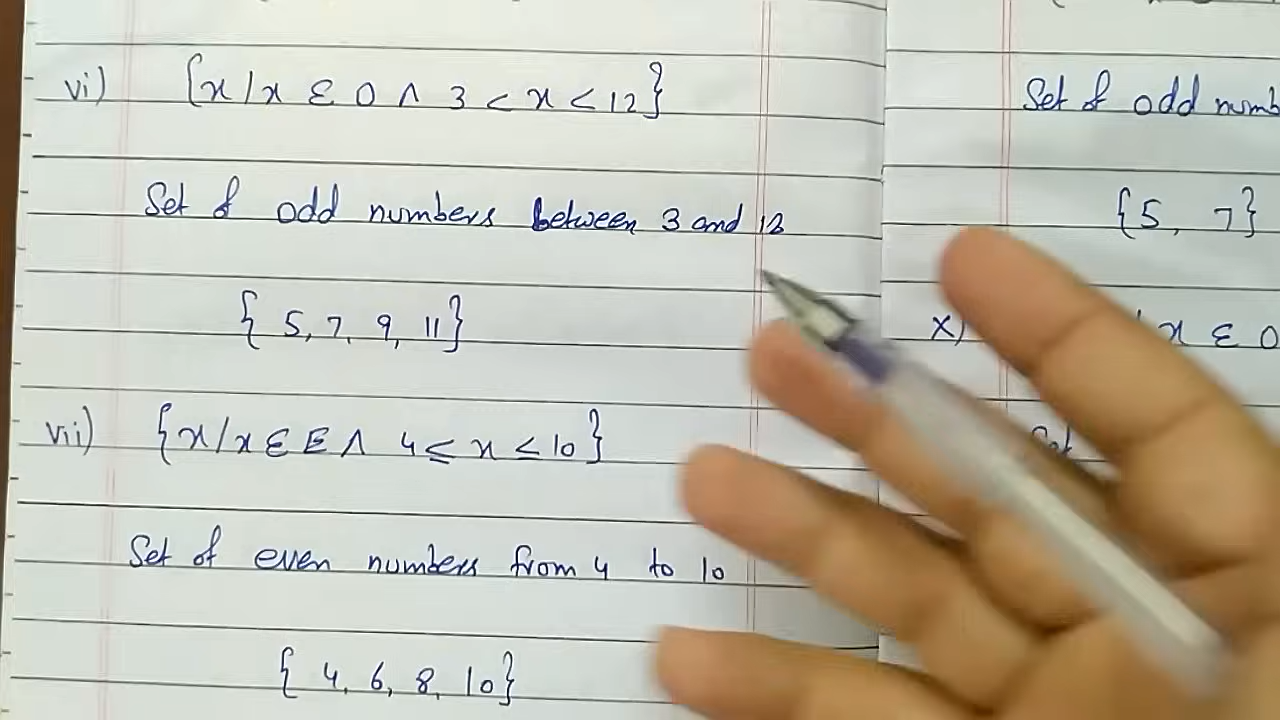 vi) {x/x ε O ∧ 3 < x < 12}
Set of odd numbers between 3 and 12
{ 5, 7, 9, 11}
vii) {x/x ε E ∧ 4 ≤ x ≤ 10}
Set of even numbers from 4 to 10
{ 4, 6, 8, 10}
Set of odd numb
{5, 7}
x) x ε O
Set